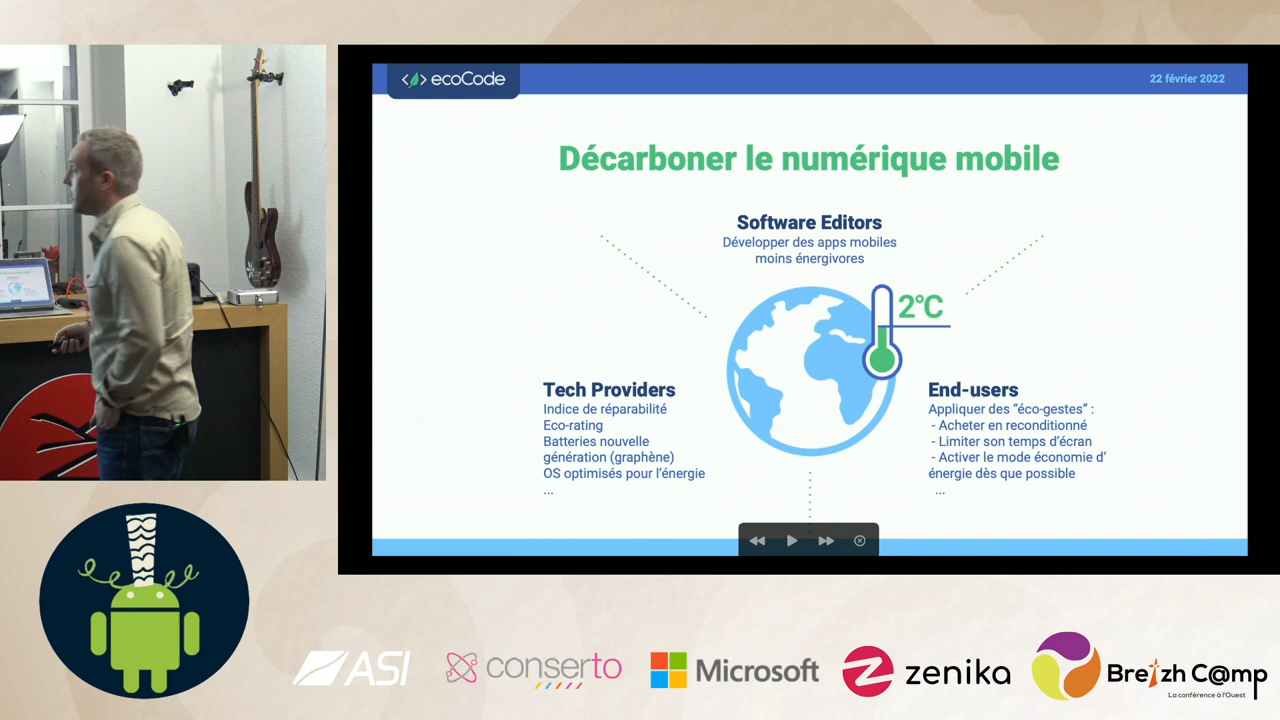 ecoCode
22 février 2022
Décarboner le numérique mobile
Software Editors
Développer des apps mobiles
moins énergivores
2°C
Tech Providers
Indice de réparabilité
Eco-rating
Batteries nouvelle
génération (graphène)
OS optimisés pour l'énergie
...
End-users
Appliquer des “éco-gestes” :
- Acheter en reconditionné
- Limiter son temps d'écran
- Activer le mode économie d'
énergie dès que possible
...
ASI
conserto
Microsoft
zenika
Breizh C@mp
La conférence à l'Ouest